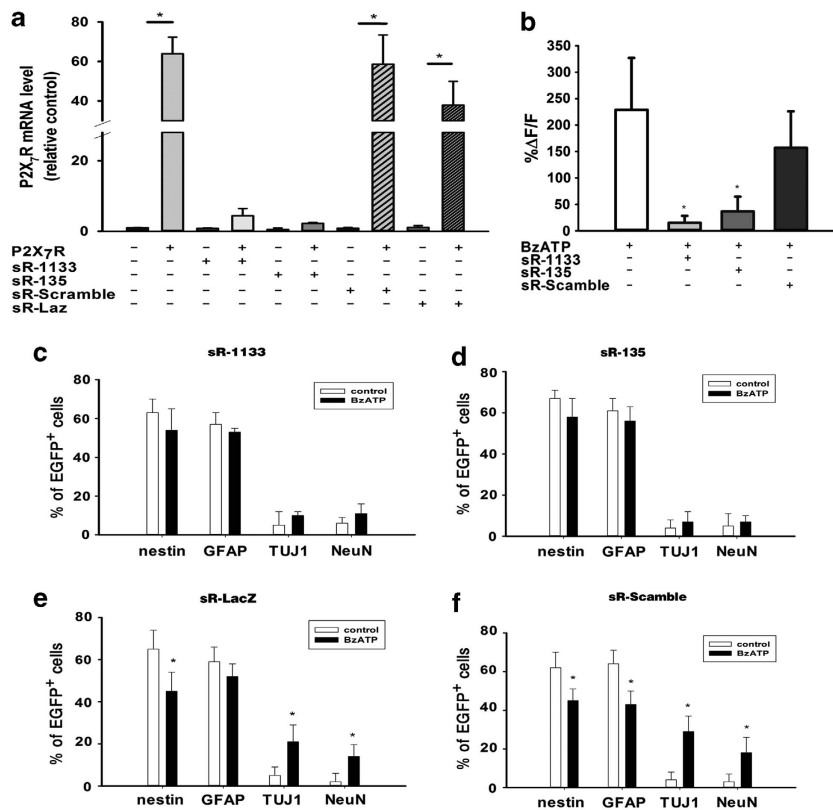 a
P2X7R mRNA level
(relative control)
80
60
40
20
0
* * *
P2X7R – + – + – + – + – +
sR-1133 – – + + – – – – – –
sR-135 – – – – + + – – – –
sR-Scramble – – – – – – + + – –
sR-Laz – – – – – – – – + +
b
%ΔF/F
350
300
250
200
150
100
50
0
* *
BzATP + + + +
sR-1133 – + – –
sR-135 – – + –
sR-Scamble – – – +
c
sR-1133
% of EGFP+ cells
80
60
40
20
0
control
BzATP
nestin GFAP TUJ1 NeuN
d
sR-135
% of EGFP+ cells
80
60
40
20
0
control
BzATP
nestin GFAP TUJ1 NeuN
e
sR-LacZ
% of EGFP+ cells
80
60
40
20
0
control
BzATP
* * *
nestin GFAP TUJ1 NeuN
f
sR-Scamble
% of EGFP+ cells
80
60
40
20
0
control
BzATP
* * * *
nestin GFAP TUJ1 NeuN